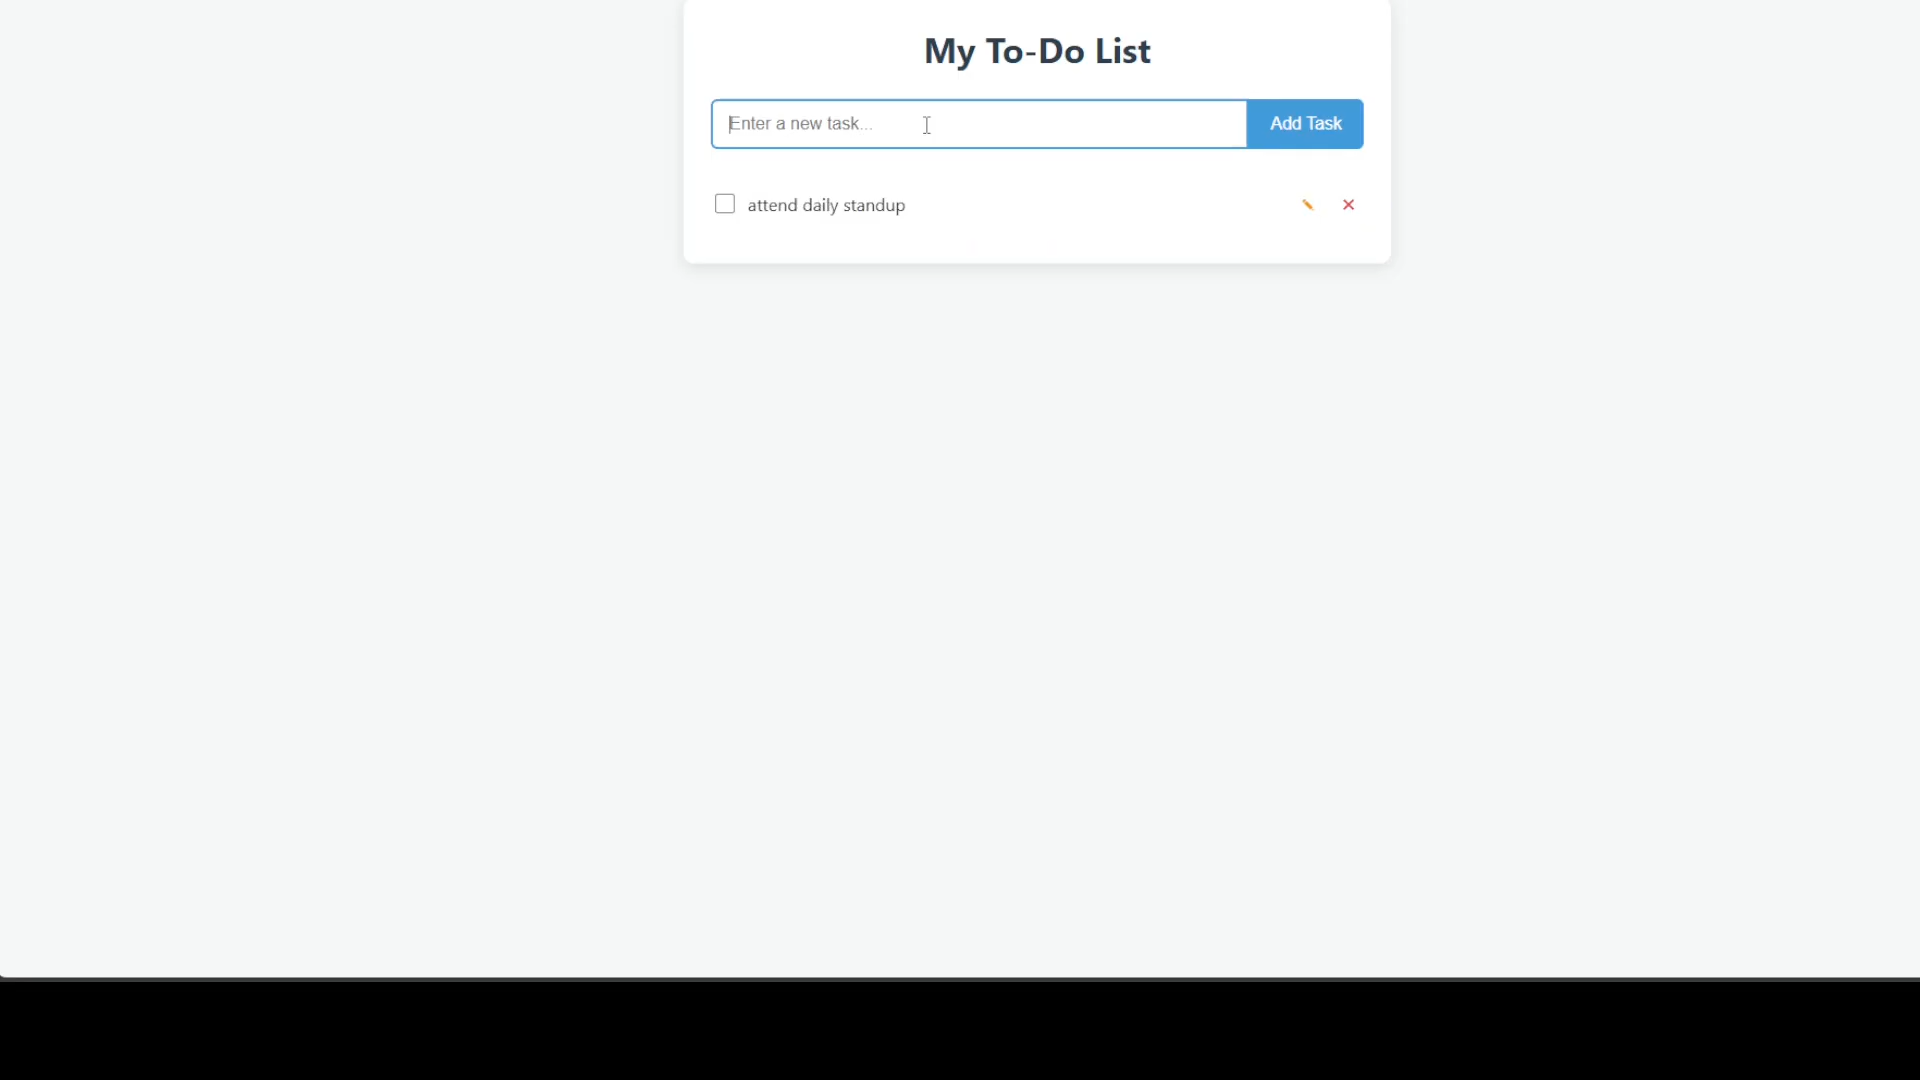 My To-Do List
Enter a new task...
Add Task
attend daily standup